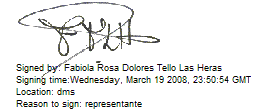 Signed by: Fabiola Rosa Dolores Tello Las Heras
Signing time:Wednesday, March 19 2008, 23:50:54 GMT
Location: dms
Reason to sign: representante